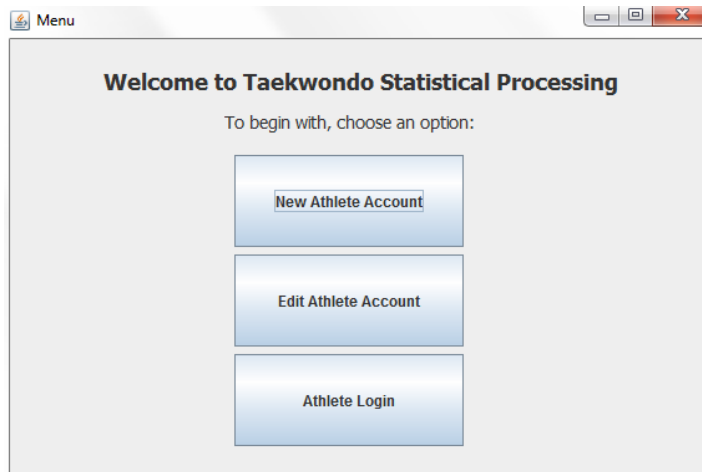 Menu
Welcome to Taekwondo Statistical Processing
To begin with, choose an option:
New Athlete Account
Edit Athlete Account
Athlete Login